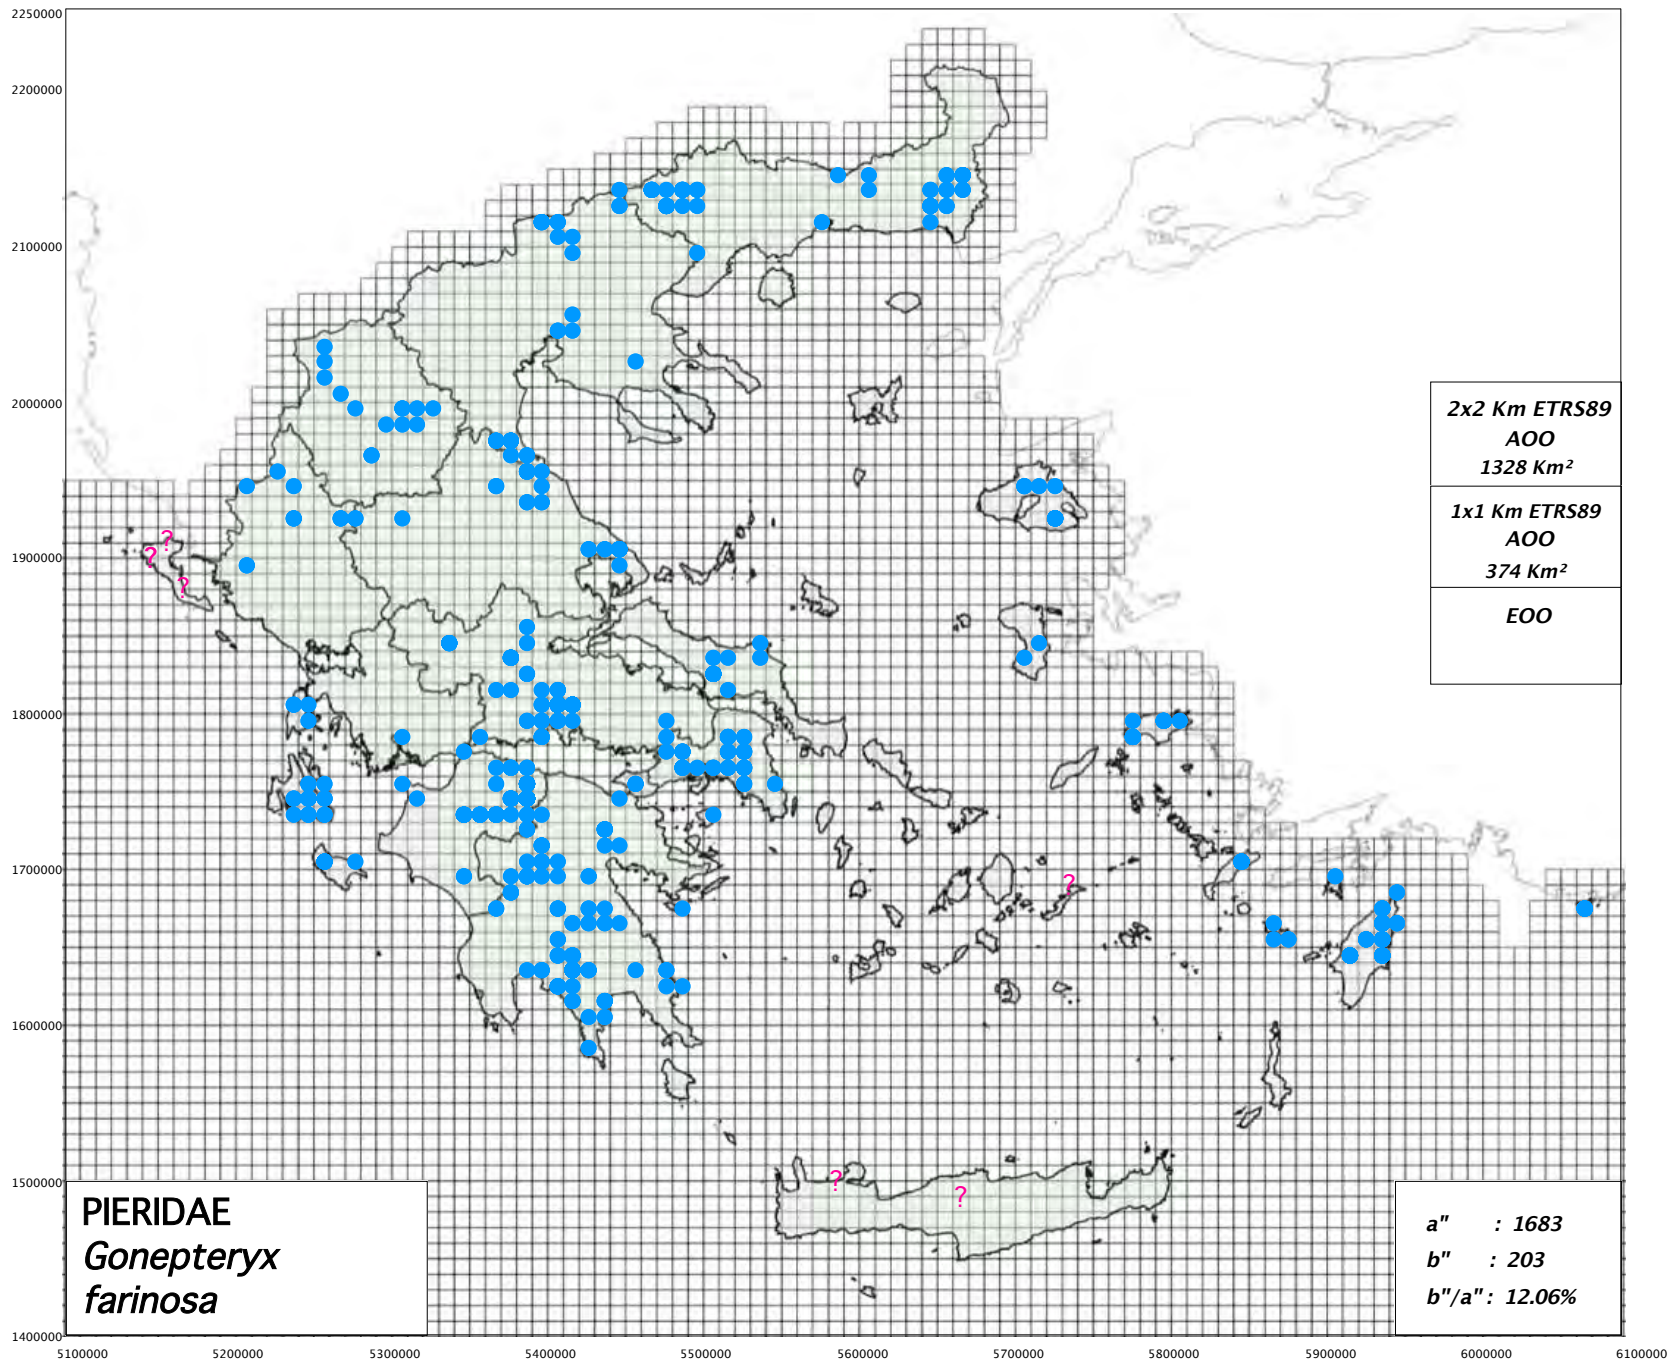 2250000
2200000
2100000
2000000
1900000
1800000
1700000
1600000
1500000
1400000
2x2 Km ETRS89
AOO
1328 Km²
1x1 Km ETRS89
AOO
374 Km²
EOO
?
?
?
?
?
?
PIERIDAE
Gonepteryx
farinosa
a" : 1683
b" : 203
b"/a" : 12.06%
5100000 5200000 5300000 5400000 5500000 5600000 5700000 5800000 5900000 6000000 6100000